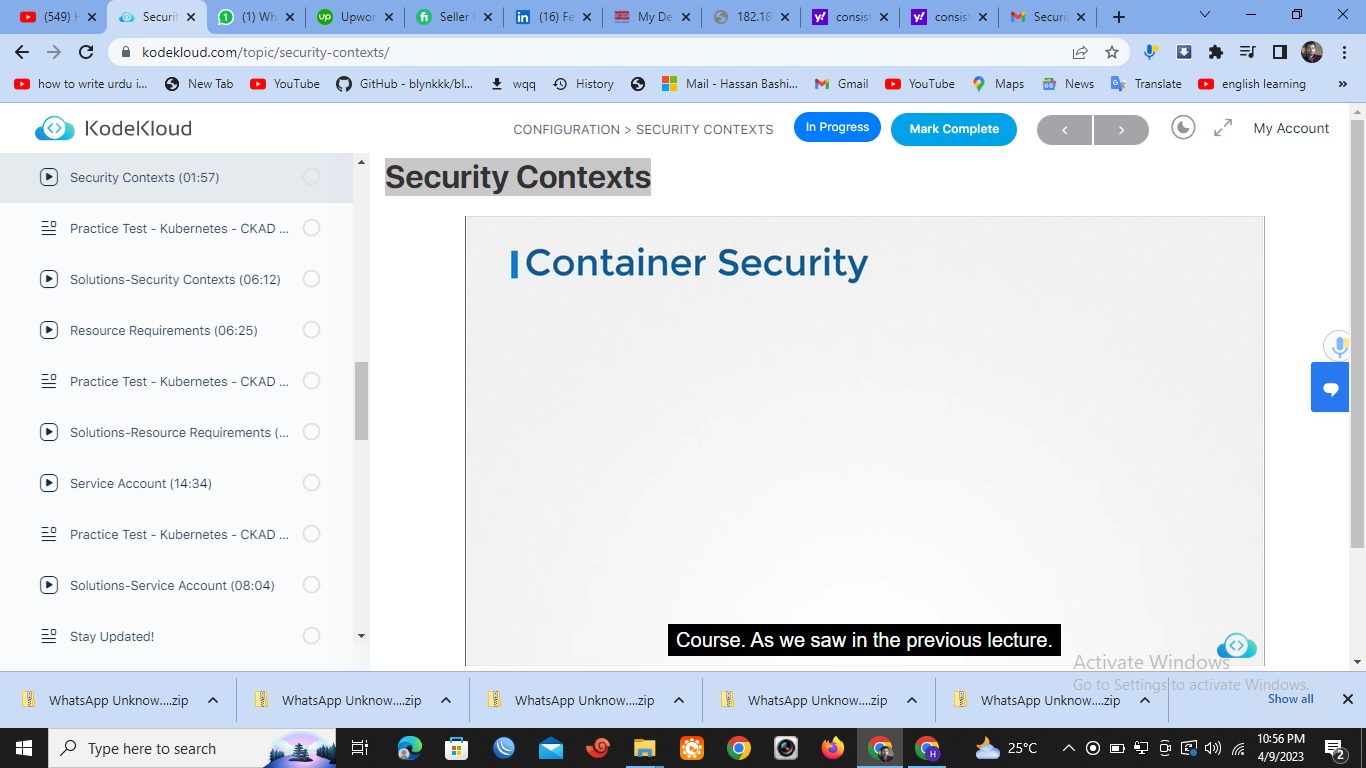 (549) H
Securit
(1) Wh
Upwor
Seller
(16) Fe
My De
182.18
consist
consist
Securit
kodekloud.com/topic/security-contexts/
how to write urdu i...
New Tab
YouTube
GitHub - blynkkk/bl...
wqq
History
Mail - Hassan Bashi...
Gmail
YouTube
Maps
News
Translate
english learning
»
KodeKloud
CONFIGURATION > SECURITY CONTEXTS
In Progress
Mark Complete
My Account
Security Contexts (01:57)
Practice Test - Kubernetes - CKAD ...
Solutions-Security Contexts (06:12)
Resource Requirements (06:25)
Practice Test - Kubernetes - CKAD ...
Solutions-Resource Requirements (...
Service Account (14:34)
Practice Test - Kubernetes - CKAD ...
Solutions-Service Account (08:04)
Stay Updated!
Security Contexts
Container Security
Course. As we saw in the previous lecture.
Activate Windows
Go to Settings to activate Windows.
WhatsApp Unknow....zip
WhatsApp Unknow....zip
WhatsApp Unknow....zip
WhatsApp Unknow....zip
WhatsApp Unknow....zip
Show all
Type here to search
25°C
10:56 PM
4/9/2023
2